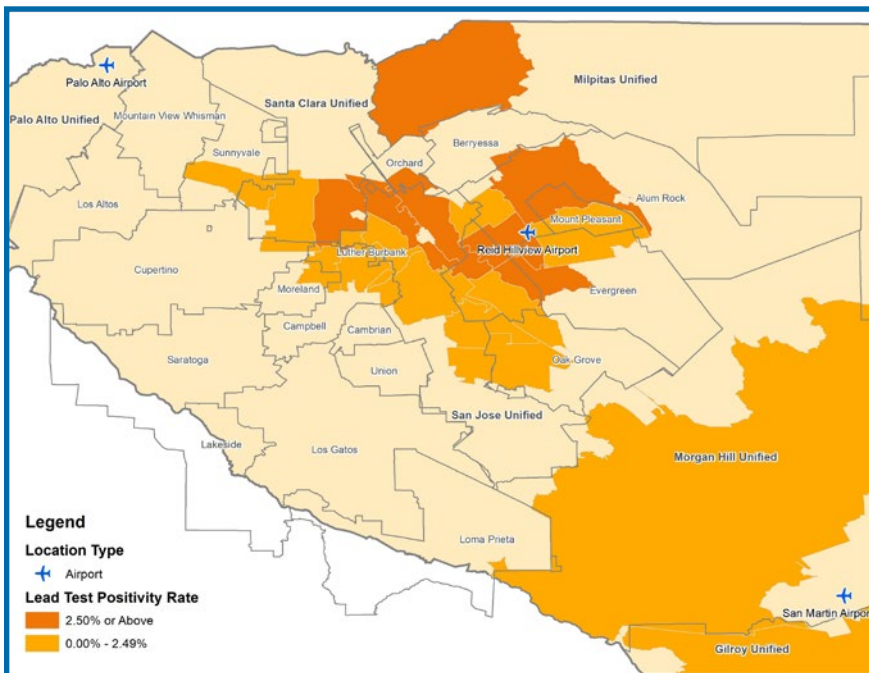 Palo Alto Airport
Palo Alto Unified
Mountain View Whisman
Santa Clara Unified
Milpitas Unified
Sunnyvale
Berryessa
Orchard
Los Altos
Alum Rock
Mount Pleasant
Reid Hillview Airport
Luther Burbank
Cupertino
Moreland
Evergreen
Campbell
Cambrian
Saratoga
Oak Grove
Union
San Jose Unified
Lakeside
Los Gatos
Morgan Hill Unified
Loma Prieta
San Martin Airport
Gilroy Unified
Legend
Location Type
Airport
Lead Test Positivity Rate
2.50% or Above
0.00% - 2.49%